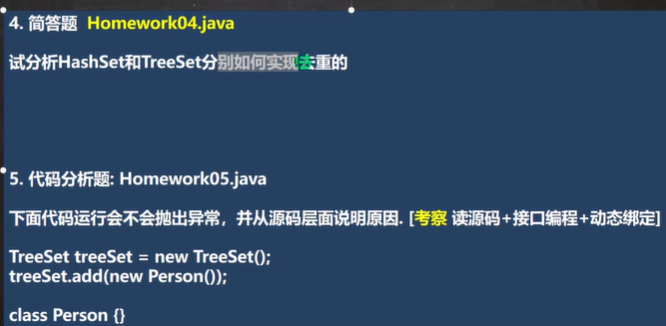 4. 简答题 Homework04.java
试分析HashSet和TreeSet分别如何实现去重的
5. 代码分析题: Homework05.java
下面代码运行会不会抛出异常，并从源码层面说明原因. [考察 读源码+接口编程+动态绑定]
TreeSet treeSet = new TreeSet();
treeSet.add(new Person());
class Person {}